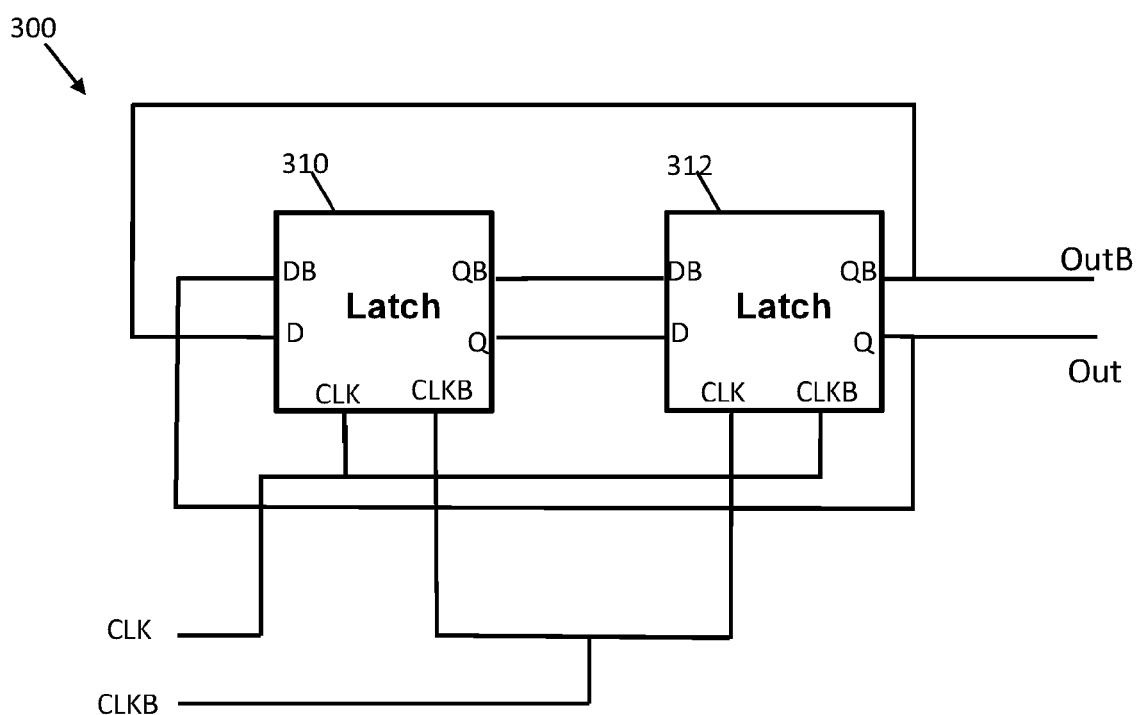 300
310
312
DB
QB
DB
QB
OutB
Latch
Latch
D
Q
D
Q
Out
CLK
CLKB
CLK
CLKB
CLK
CLKB